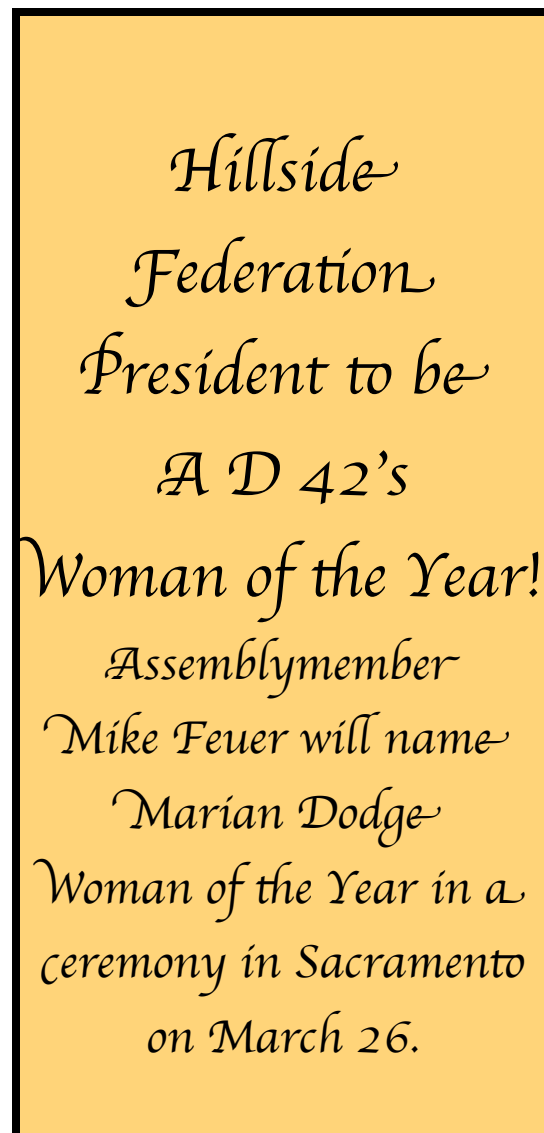 Hillside
Federation
President to be
A D 42's
Woman of the Year!
Assemblymember
Mike Feuer will name
Marian Dodge
Woman of the Year in a
ceremony in Sacramento
on March 26.